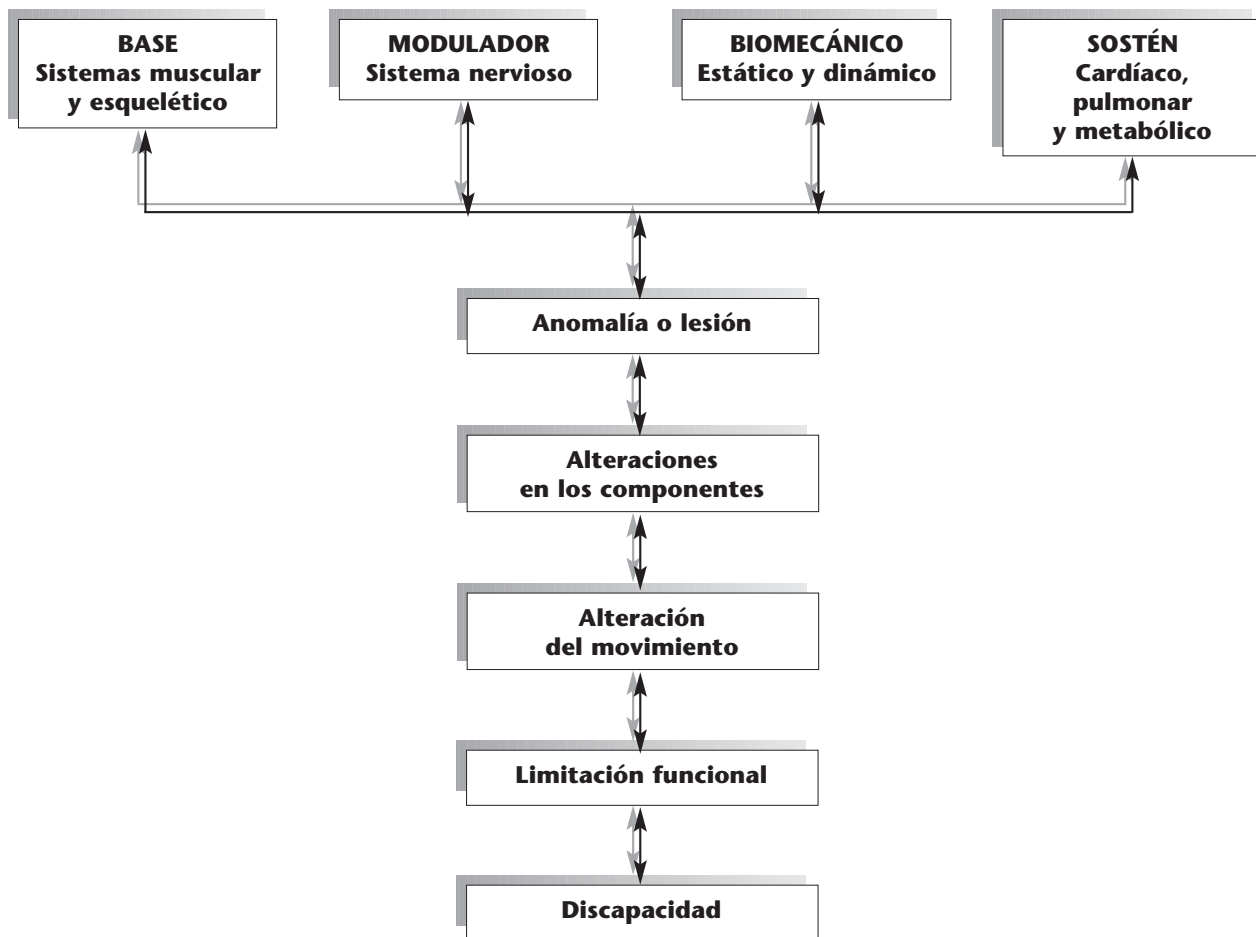 BASE
Sistemas muscular
y esquelético
MODULADOR
Sistema nervioso
BIOMECÁNICO
Estático y dinámico
SOSTÉN
Cardíaco,
pulmonar
y metabólico
Anomalía o lesión
Alteraciones
en los componentes
Alteración
del movimiento
Limitación funcional
Discapacidad